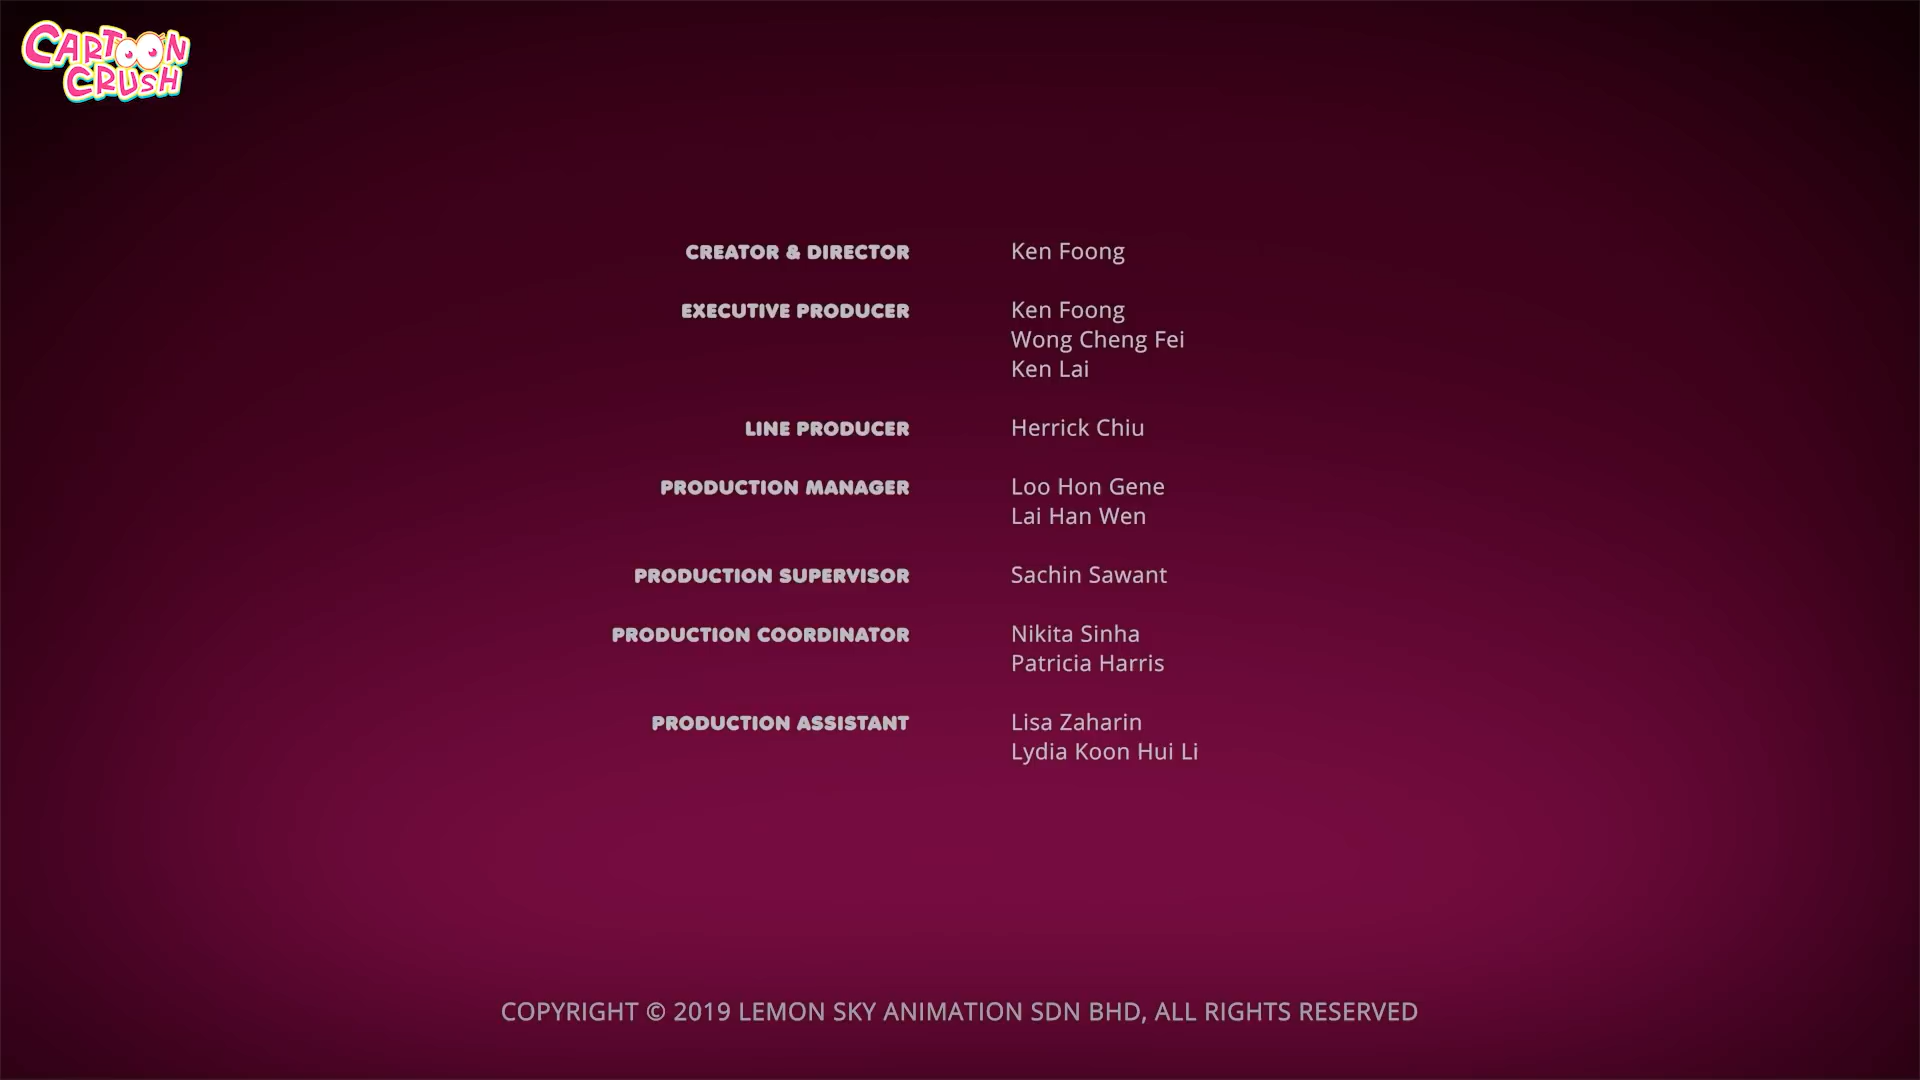 CARTOON
CRUSH
CREATOR & DIRECTOR Ken Foong
EXECUTIVE PRODUCER Ken Foong
Wong Cheng Fei
Ken Lai
LINE PRODUCER Herrick Chiu
PRODUCTION MANAGER Loo Hon Gene
Lai Han Wen
PRODUCTION SUPERVISOR Sachin Sawant
PRODUCTION COORDINATOR Nikita Sinha
Patricia Harris
PRODUCTION ASSISTANT Lisa Zaharin
Lydia Koon Hui Li
COPYRIGHT © 2019 LEMON SKY ANIMATION SDN BHD, ALL RIGHTS RESERVED